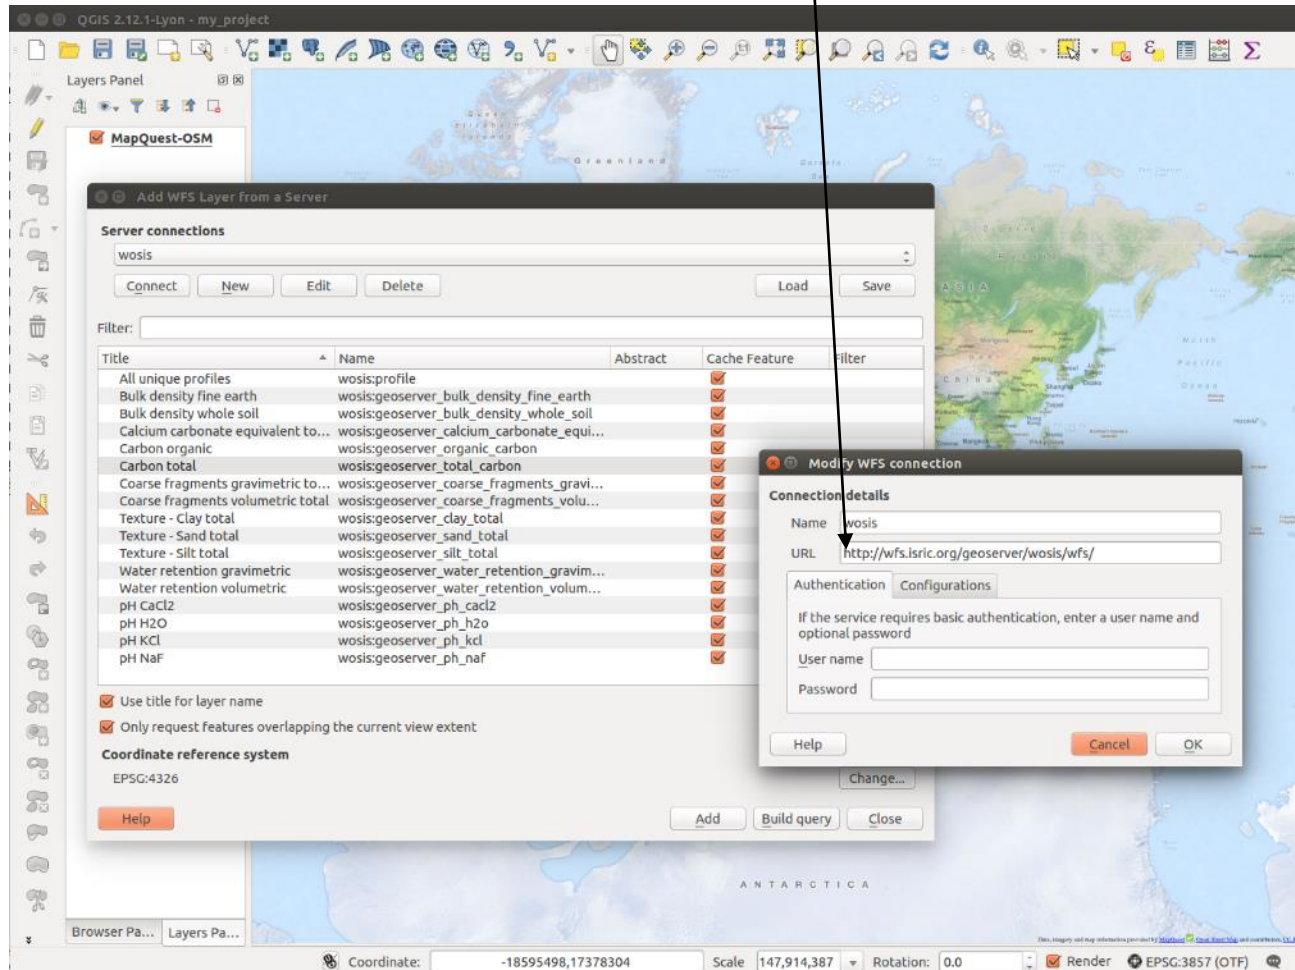 QGIS 2.12.1-Lyon - my_project
Layers Panel
MapQuest-OSM
Greenland
Add WFS Layer from a Server
Server connections
wosis
Connect New Edit Delete Load Save
ASIA
Filter:
Title Name Abstract Cache Feature Filter
All unique profiles wosis:profile
Bulk density fine earth wosis:geoserver_bulk_density_fine_earth
Bulk density whole soil wosis:geoserver_bulk_density_whole_soil
Calcium carbonate equivalent to... wosis:geoserver_calcium_carbonate_equi...
Carbon organic wosis:geoserver_organic_carbon
Carbon total wosis:geoserver_total_carbon
Coarse fragments gravimetric to... wosis:geoserver_coarse_fragments_gravi...
Coarse fragments volumetric total wosis:geoserver_coarse_fragments_volu...
Texture - Clay total wosis:geoserver_clay_total
Texture - Sand total wosis:geoserver_sand_total
Texture - Silt total wosis:geoserver_silt_total
Water retention gravimetric wosis:geoserver_water_retention_gravim...
Water retention volumetric wosis:geoserver_water_retention_volum...
pH CaCl2 wosis:geoserver_ph_cacl2
pH H2O wosis:geoserver_ph_h2o
pH KCl wosis:geoserver_ph_kcl
pH NaF wosis:geoserver_ph_naf
North
Pacific
Ocean
China
Modify WFS connection
Connection details
Name wosis
URL http://wfs.isric.org/geoserver/wosis/wfs/
Authentication Configurations
If the service requires basic authentication, enter a user name and
optional password
User name
Password
Help Cancel OK
Use title for layer name
Only request features overlapping the current view extent
Coordinate reference system
EPSG:4326 Change...
Help Add Build query Close
ANTARCTICA
Browser Pa... Layers Pa...
Coordinate: -18595498,17378304 Scale 147,914,387 Rotation: 0.0 Render EPSG:3857 (OTF)